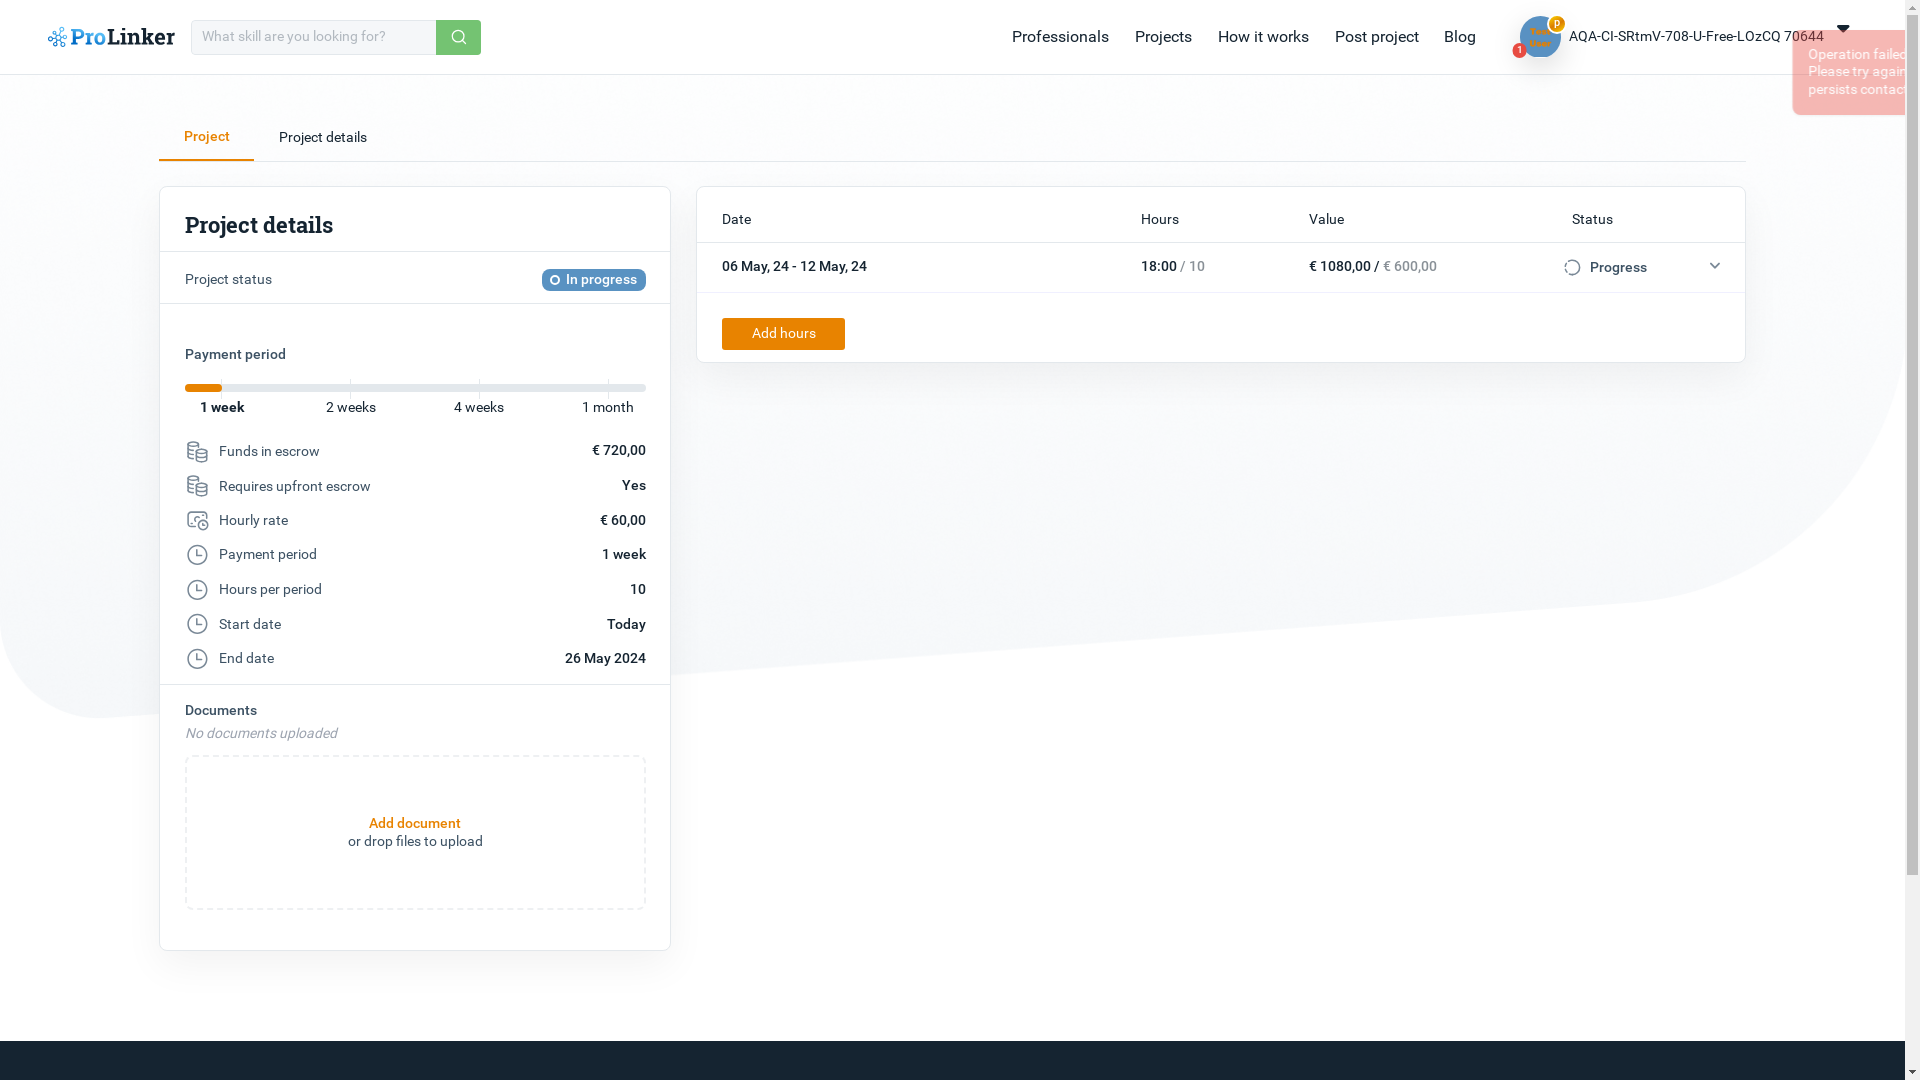 ProLinker
What skill are you looking for?
Professionals
Projects
How it works
Post project
Blog
P
1
AQA-CI-SRtmV-708-U-Free-LOzCQ 70644
Operation failed
Please try again
persists contact
Project
Project details
Project details
Project status
In progress
Payment period
1 week
2 weeks
4 weeks
1 month
Funds in escrow
€ 720,00
Requires upfront escrow
Yes
Hourly rate
€ 60,00
Payment period
1 week
Hours per period
10
Start date
Today
End date
26 May 2024
Documents
No documents uploaded
Add document
or drop files to upload
Date
Hours
Value
Status
06 May, 24 - 12 May, 24
18:00 / 10
€ 1080,00 / € 600,00
Progress
Add hours